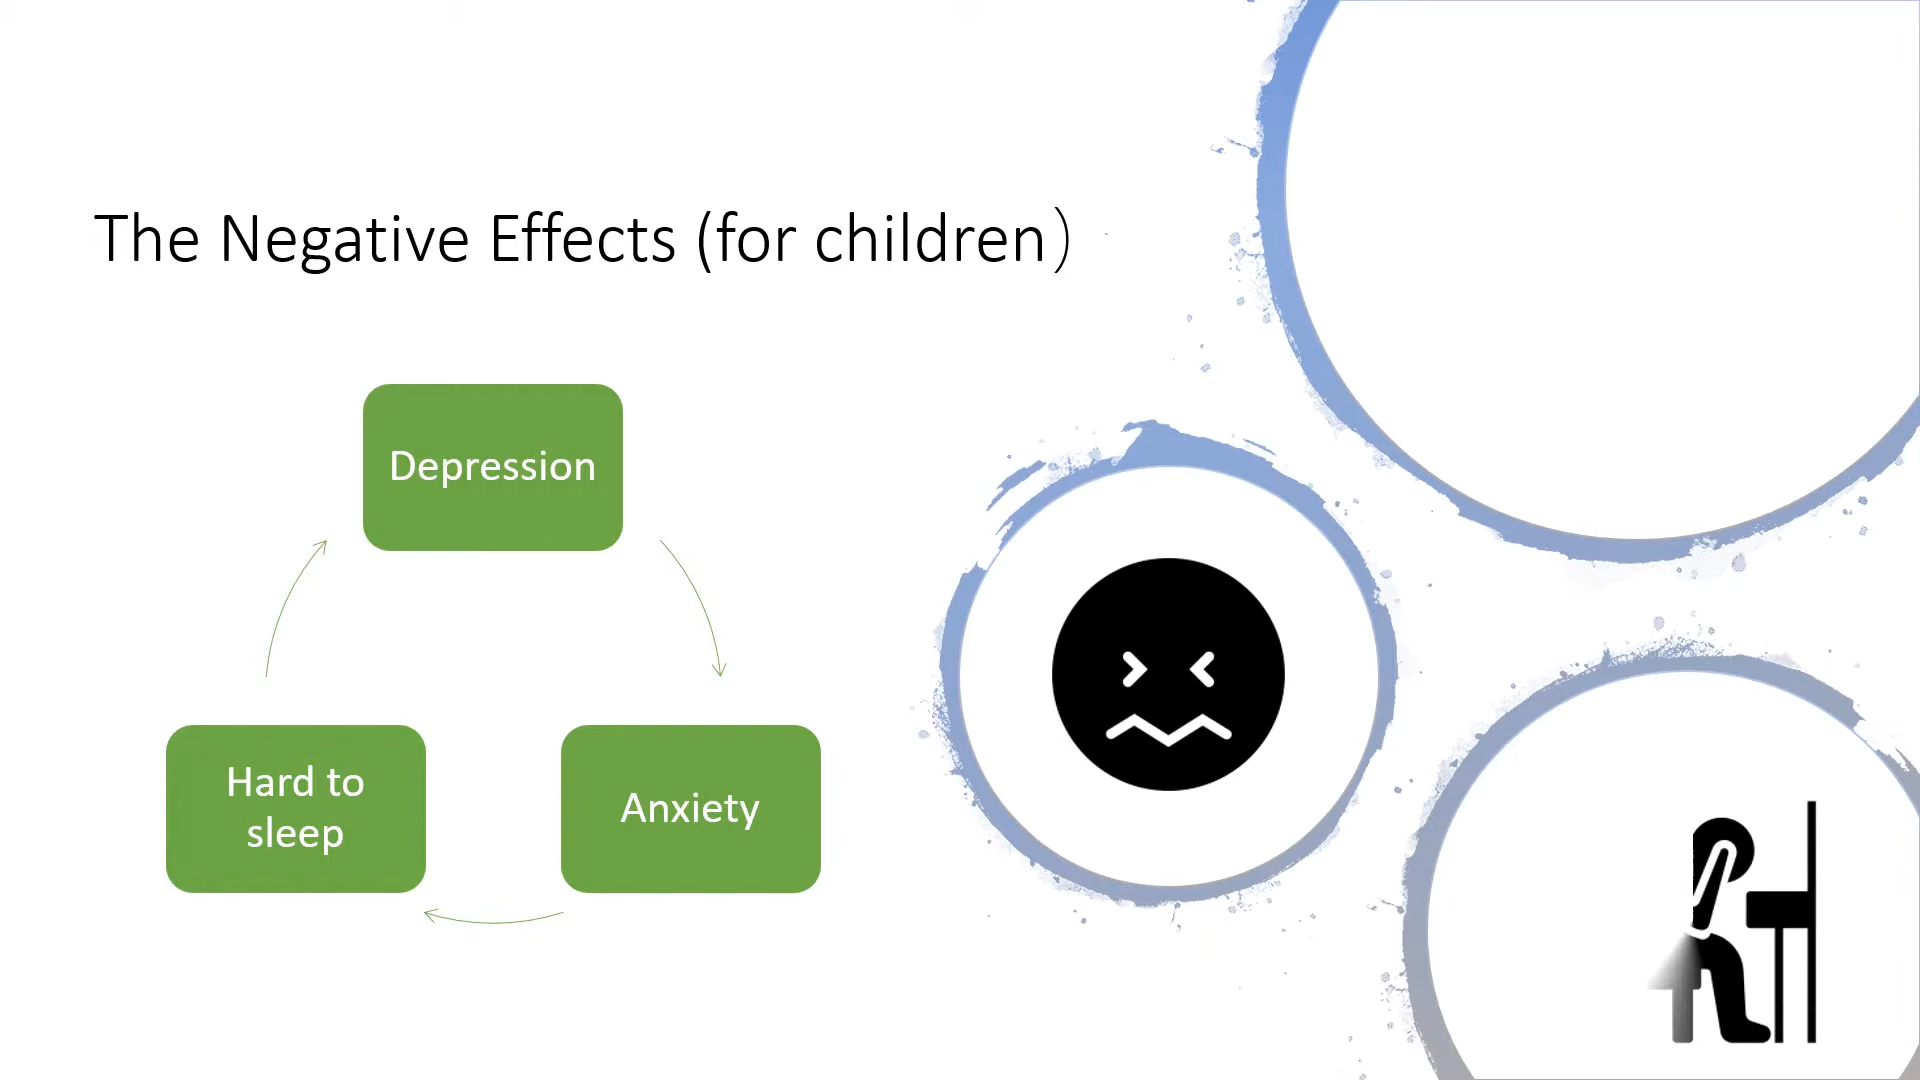 The Negative Effects (for children）
Depression
Hard to
sleep
Anxiety